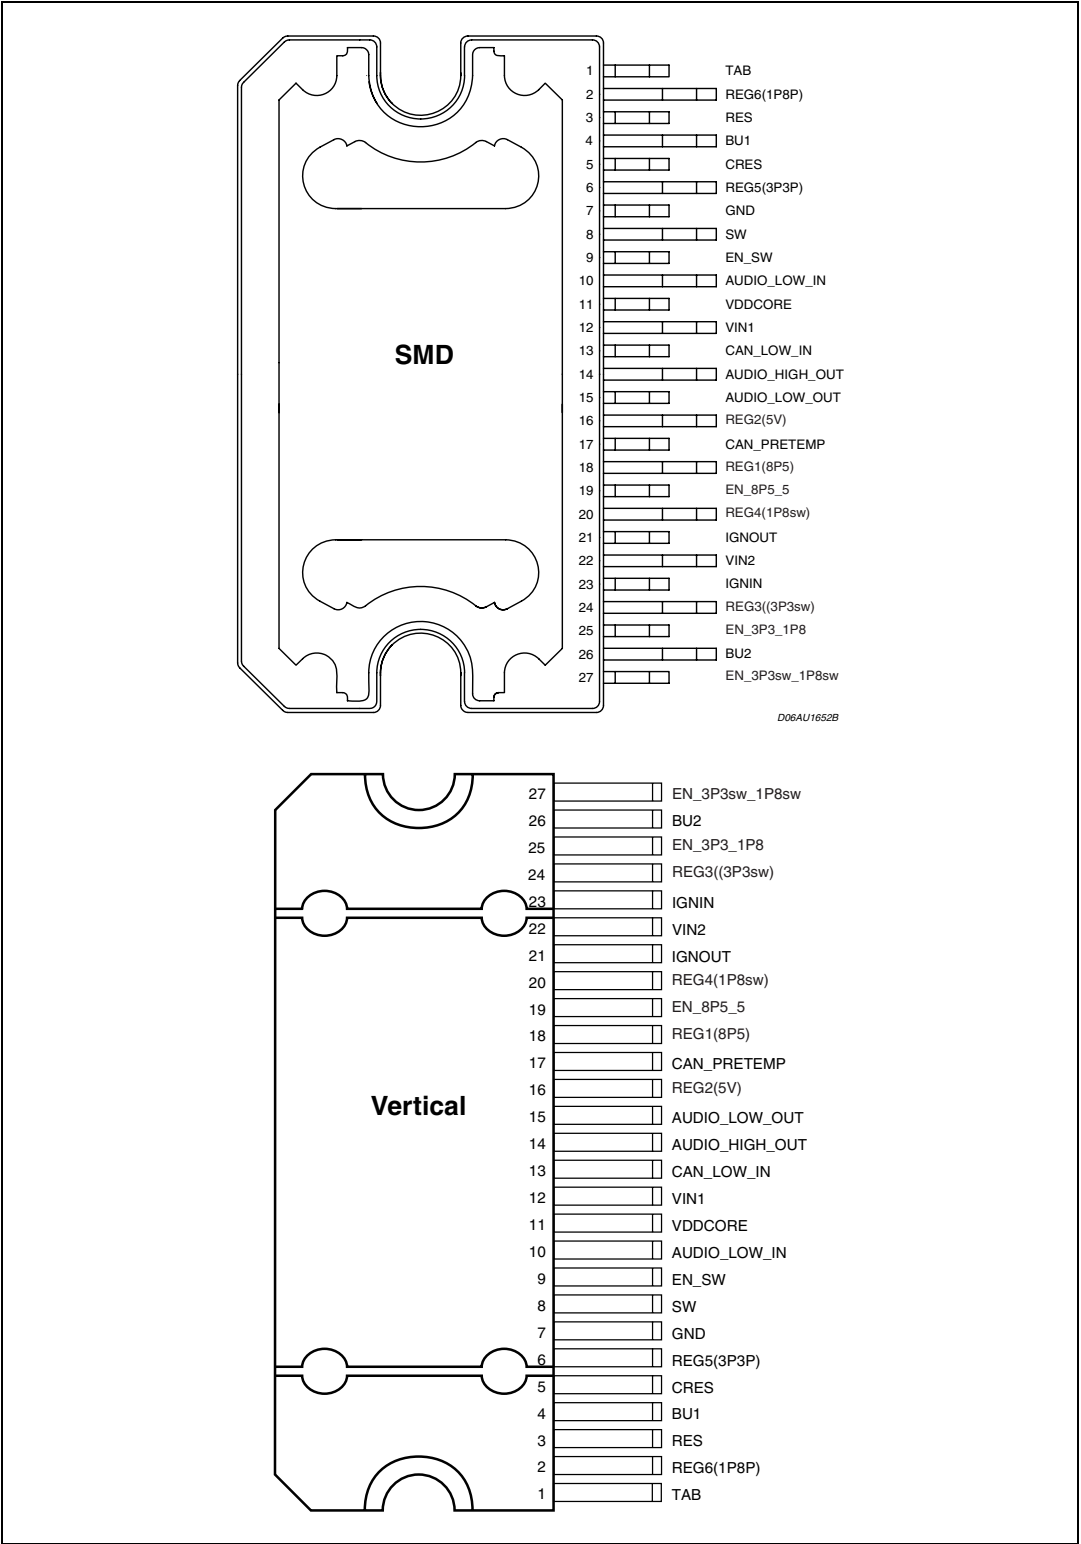 1 TAB
2 REG6(1P8P)
3 RES
4 BU1
5 CRES
6 REG5(3P3P)
7 GND
8 SW
9 EN_SW
10 AUDIO_LOW_IN
11 VDDCORE
12 VIN1
SMD
13 CAN_LOW_IN
14 AUDIO_HIGH_OUT
15 AUDIO_LOW_OUT
16 REG2(5V)
17 CAN_PRETEMP
18 REG1(8P5)
19 EN_8P5_5
20 REG4(1P8sw)
21 IGNOUT
22 VIN2
23 IGNIN
24 REG3((3P3sw)
25 EN_3P3_1P8
26 BU2
27 EN_3P3sw_1P8sw
D06AU1652B
27 EN_3P3sw_1P8sw
26 BU2
25 EN_3P3_1P8
24 REG3((3P3sw)
23 IGNIN
22 VIN2
21 IGNOUT
20 REG4(1P8sw)
19 EN_8P5_5
18 REG1(8P5)
17 CAN_PRETEMP
16 REG2(5V)
Vertical
15 AUDIO_LOW_OUT
14 AUDIO_HIGH_OUT
13 CAN_LOW_IN
12 VIN1
11 VDDCORE
10 AUDIO_LOW_IN
9 EN_SW
8 SW
7 GND
6 REG5(3P3P)
5 CRES
4 BU1
3 RES
2 REG6(1P8P)
1 TAB